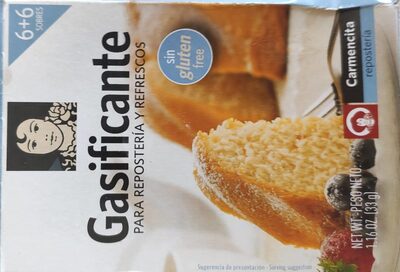 6+6
SOBRES
Gasificante
PARA REPOSTERÍA Y REFRESCOS
sin
gluten
free
Carmencita
repostería
NET WT.· PESO NETO:
1.16 OZ. (33 g)
Sugerencia de presentación - Serving suggestion